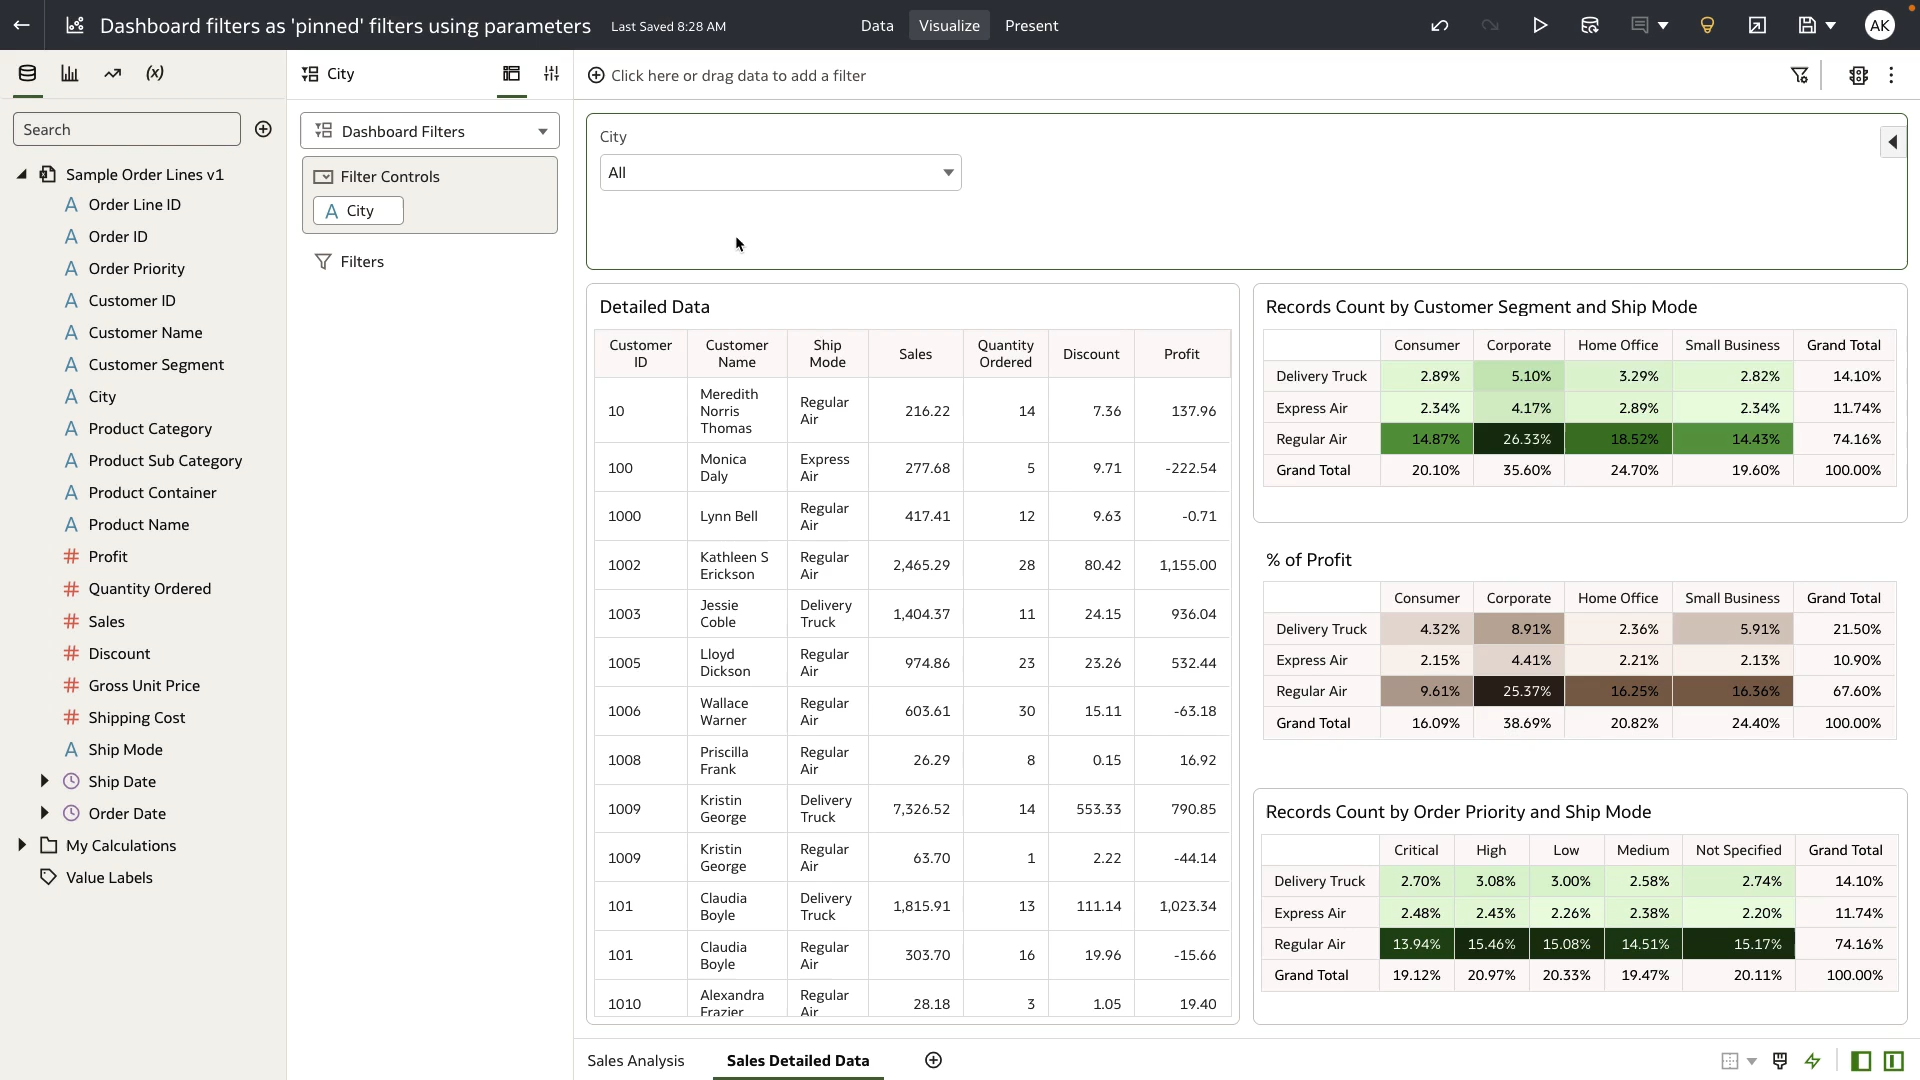 Dashboard filters as 'pinned' filters using parameters Last Saved 8:28 AM Data Visualize Present AK
(x) City Click here or drag data to add a filter
Search
Sample Order Lines v1
A Order Line ID
A Order ID
A Order Priority
A Customer ID
A Customer Name
A Customer Segment
A City
A Product Category
A Product Sub Category
A Product Container
A Product Name
# Profit
# Quantity Ordered
# Sales
# Discount
# Gross Unit Price
# Shipping Cost
A Ship Mode
Ship Date
Order Date
My Calculations
Value Labels
Dashboard Filters
Filter Controls
A City
Filters
City
All
Detailed Data
Customer ID Customer Name Ship Mode Sales Quantity Ordered Discount Profit
10 Meredith Norris Thomas Regular Air 216.22 14 7.36 137.96
100 Monica Daly Express Air 277.68 5 9.71 -222.54
1000 Lynn Bell Regular Air 417.41 12 9.63 -0.71
1002 Kathleen S Erickson Regular Air 2,465.29 28 80.42 1,155.00
1003 Jessie Coble Delivery Truck 1,404.37 11 24.15 936.04
1005 Lloyd Dickson Regular Air 974.86 23 23.26 532.44
1006 Wallace Warner Regular Air 603.61 30 15.11 -63.18
1008 Priscilla Frank Regular Air 26.29 8 0.15 16.92
1009 Kristin George Delivery Truck 7,326.52 14 553.33 790.85
1009 Kristin George Regular Air 63.70 1 2.22 -44.14
101 Claudia Boyle Delivery Truck 1,815.91 13 111.14 1,023.34
101 Claudia Boyle Regular Air 303.70 16 19.96 -15.66
1010 Alexandra Frazier Regular Air 28.18 3 1.05 19.40
Records Count by Customer Segment and Ship Mode
Consumer Corporate Home Office Small Business Grand Total
Delivery Truck 2.89% 5.10% 3.29% 2.82% 14.10%
Express Air 2.34% 4.17% 2.89% 2.34% 11.74%
Regular Air 14.87% 26.33% 18.52% 14.43% 74.16%
Grand Total 20.10% 35.60% 24.70% 19.60% 100.00%
% of Profit
Consumer Corporate Home Office Small Business Grand Total
Delivery Truck 4.32% 8.91% 2.36% 5.91% 21.50%
Express Air 2.15% 4.41% 2.21% 2.13% 10.90%
Regular Air 9.61% 25.37% 16.25% 16.36% 67.60%
Grand Total 16.09% 38.69% 20.82% 24.40% 100.00%
Records Count by Order Priority and Ship Mode
Critical High Low Medium Not Specified Grand Total
Delivery Truck 2.70% 3.08% 3.00% 2.58% 2.74% 14.10%
Express Air 2.48% 2.43% 2.26% 2.38% 2.20% 11.74%
Regular Air 13.94% 15.46% 15.08% 14.51% 15.17% 74.16%
Grand Total 19.12% 20.97% 20.33% 19.47% 20.11% 100.00%
Sales Analysis Sales Detailed Data